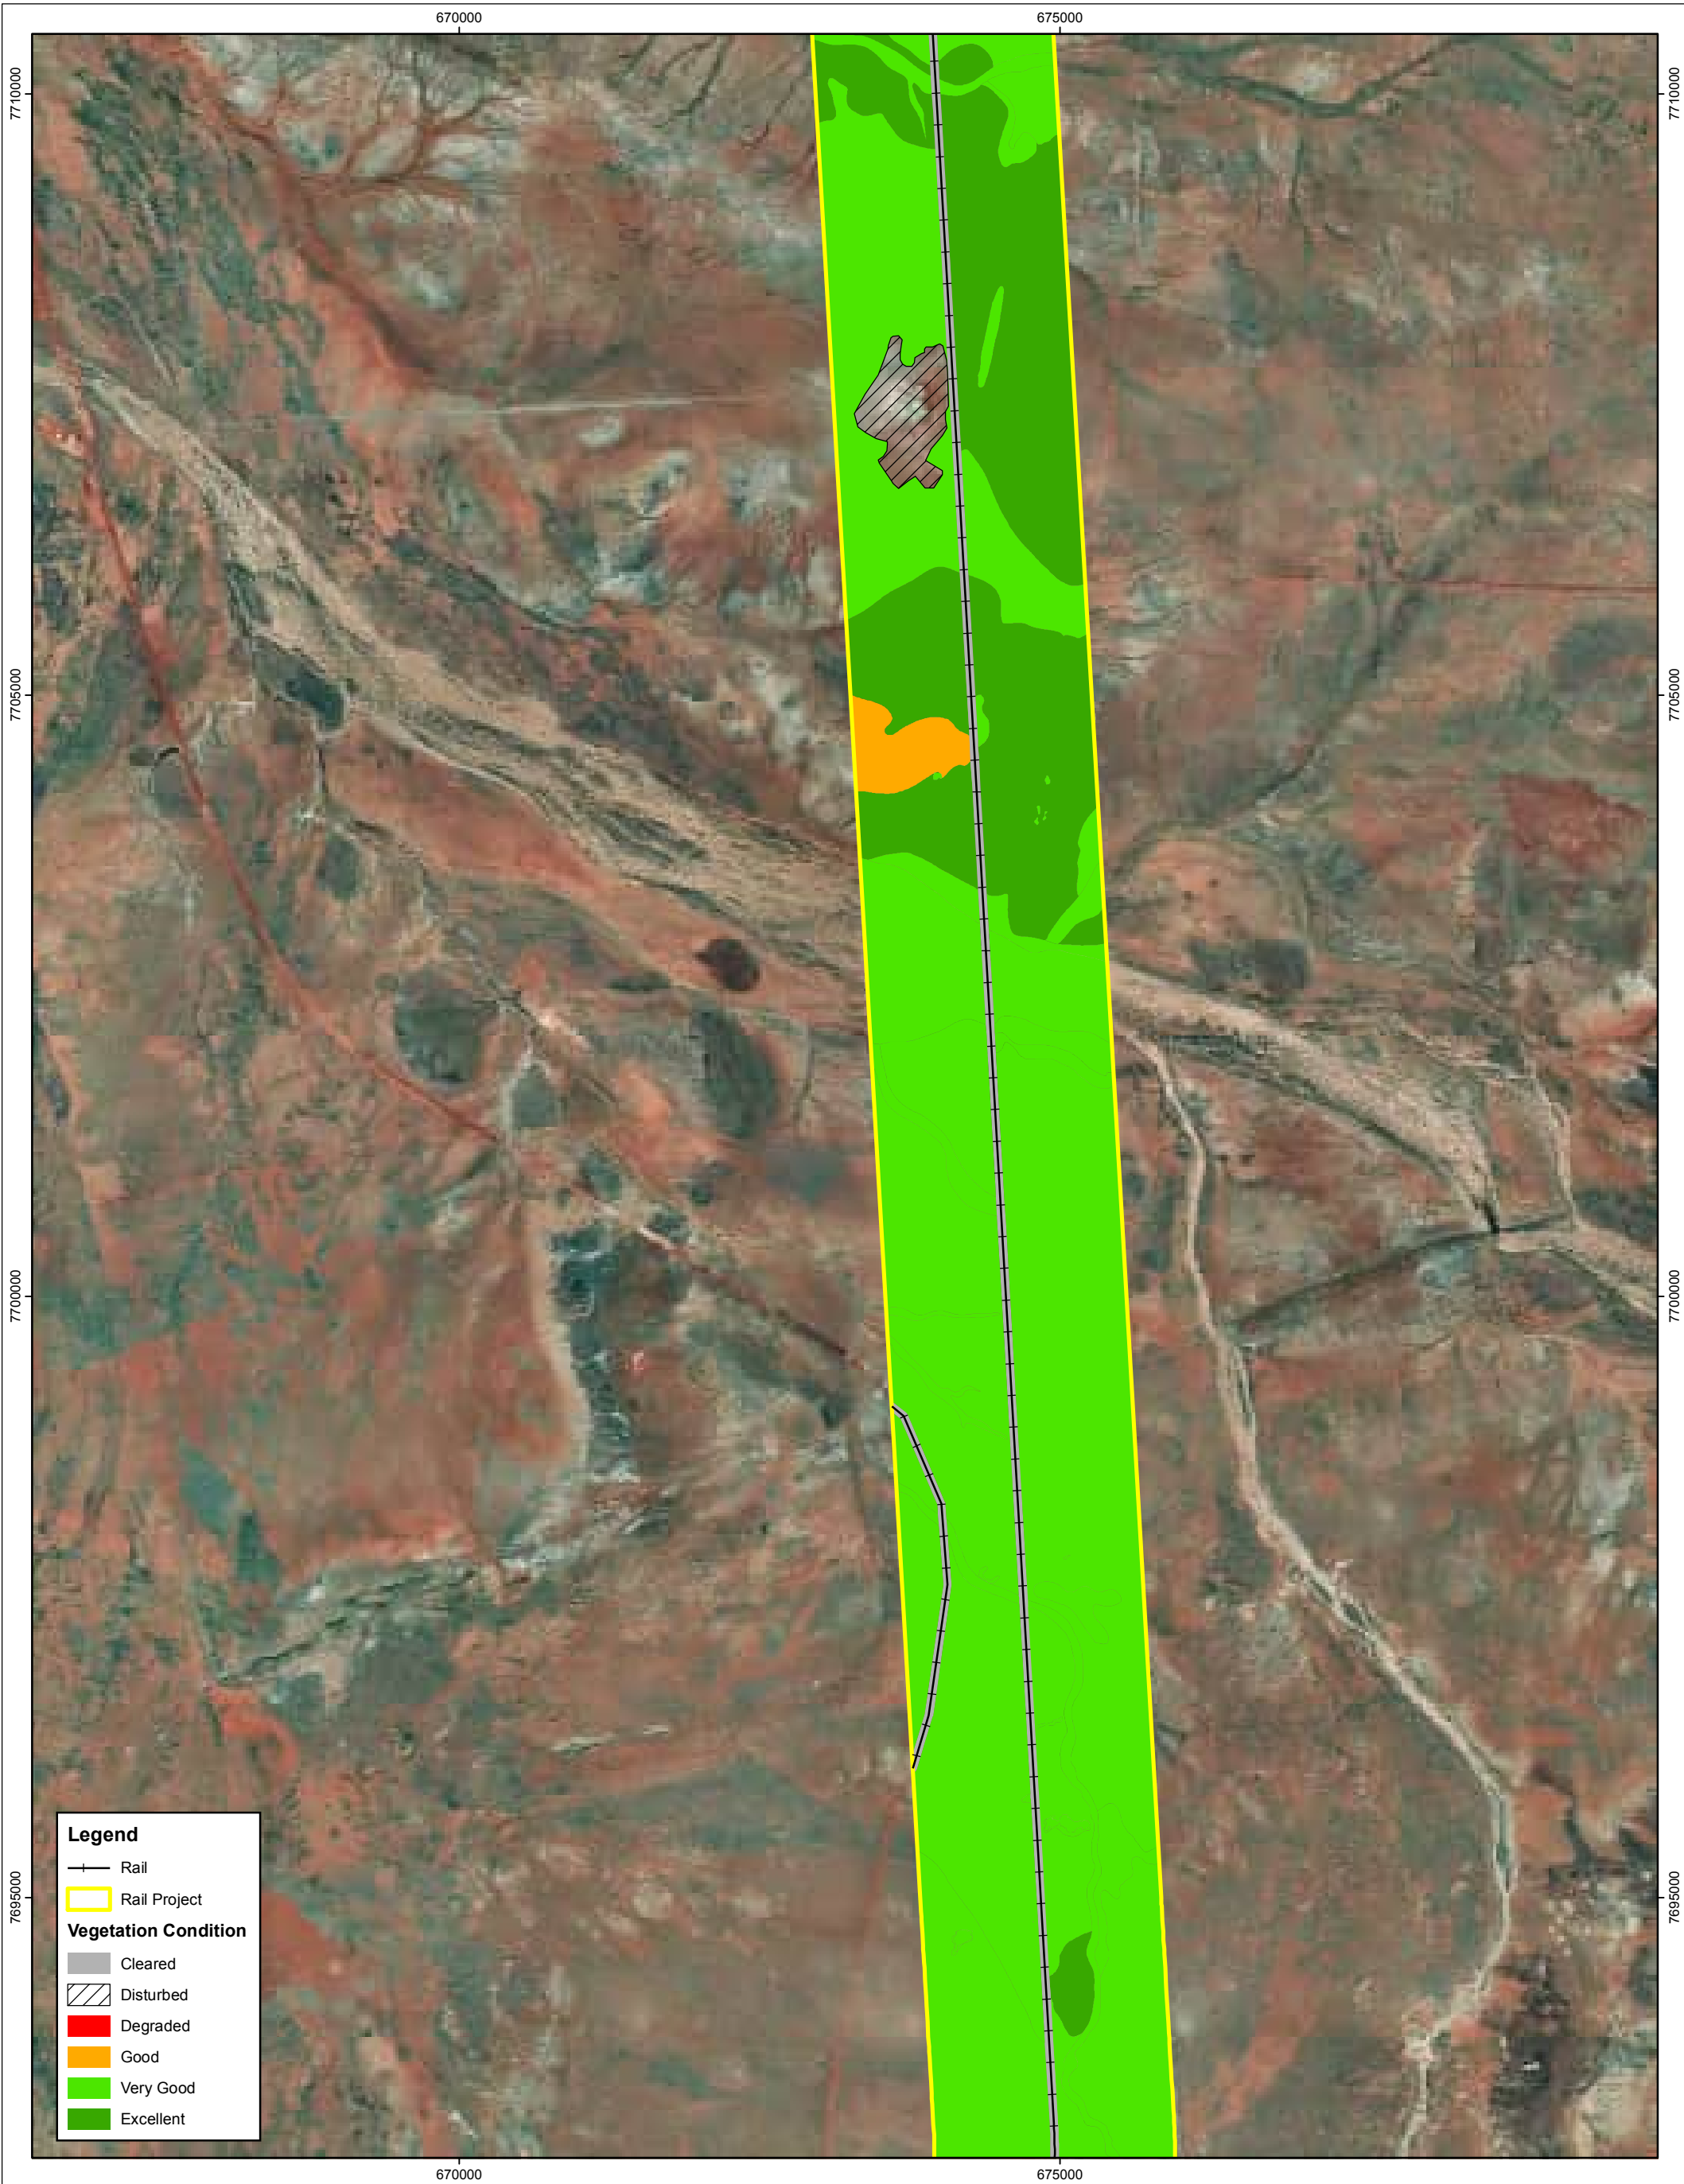 670000
675000
7710000
7710000
7705000
7705000
7700000
7700000
7695000
7695000
Legend
Rail
Rail Project
Vegetation Condition
Cleared
Disturbed
Degraded
Good
Very Good
Excellent
670000
675000